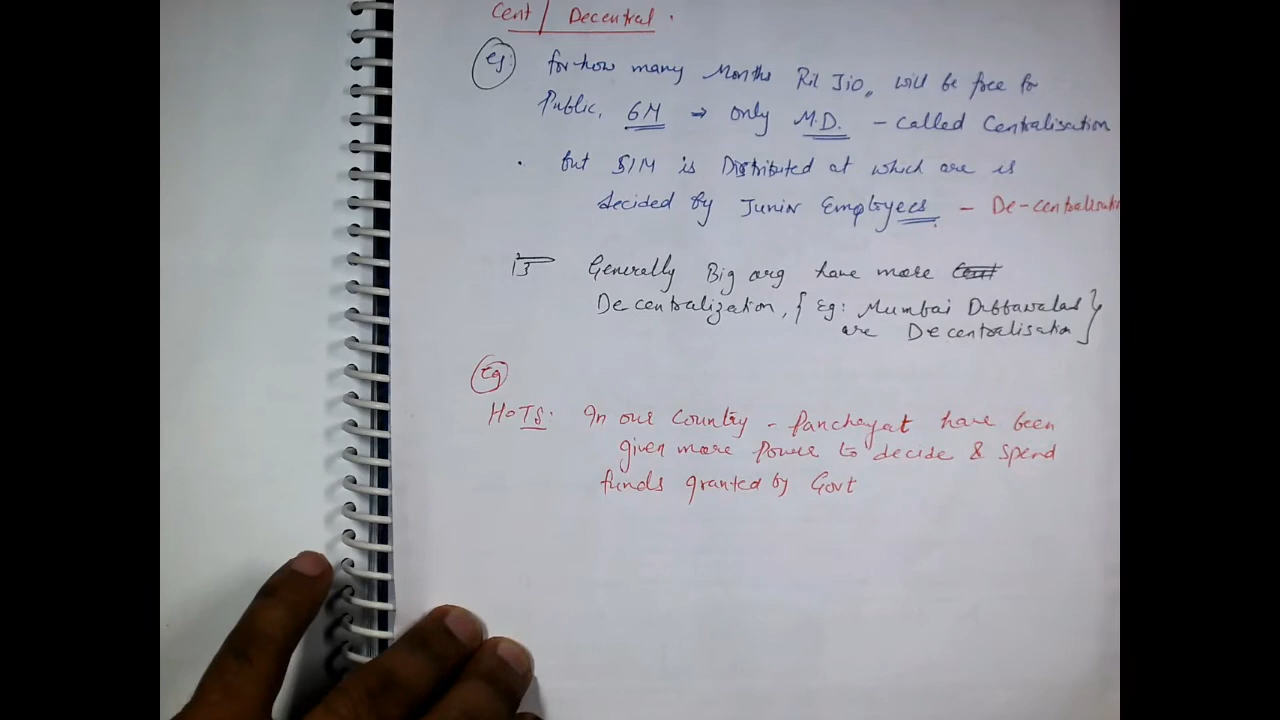 Cent / Decentral.
eg: for how many Months Ril Jio, will be free for
Public, 6M → only M.D. - called Centralisation
. but SIM is Distributed at which are is
decided by Junior Employees - De-centralisatio
Generally Big org have more Cent
Decentralization, { Eg: Mumbai Dabbawalas }
are Decentralisation
Eg
HOTS: In our Country - Panchayat have been
given more Power to decide & spend
funds granted by Govt